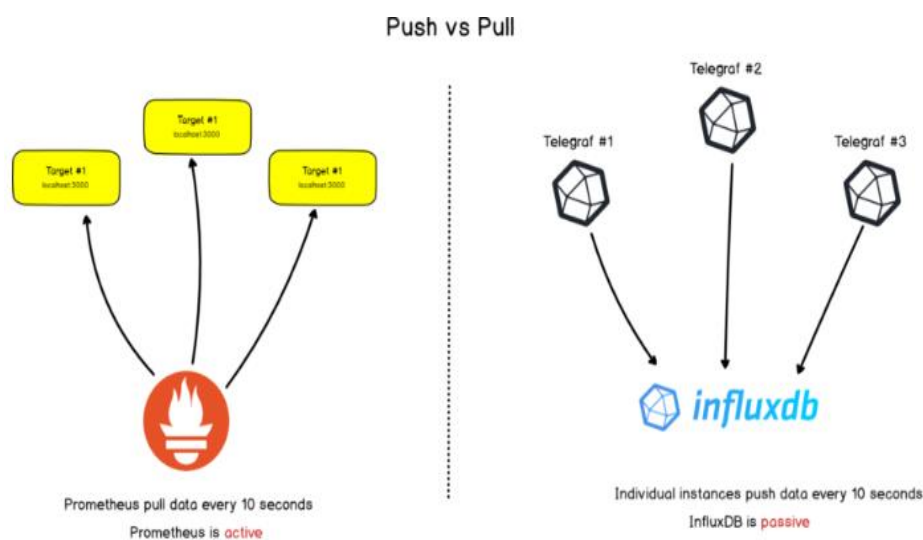 Push vs Pull
Target #1
localhost:3000
Target #1
localhost:3000
Target #1
localhost:3000
Prometheus pull data every 10 seconds
Prometheus is active
Telegraf #2
Telegraf #1
Telegraf #3
influxdb
Individual instances push data every 10 seconds
InfluxDB is passive